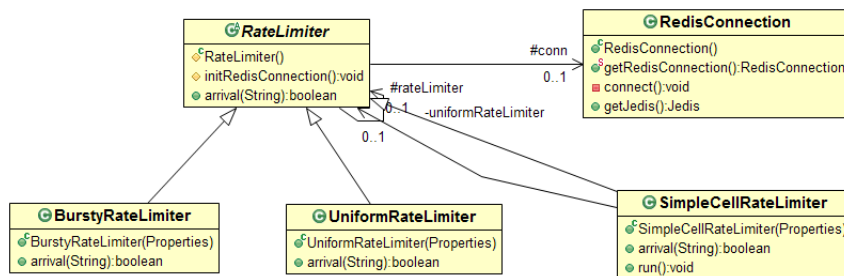 RateLimiter
RateLimiter()
initRedisConnection():void
arrival(String):boolean
#conn
0..1
RedisConnection
RedisConnection()
getRedisConnection():RedisConnection
connect():void
getJedis():Jedis
#rateLimiter
0..1
-uniformRateLimiter
0..1
BurstyRateLimiter
BurstyRateLimiter(Properties)
arrival(String):boolean
UniformRateLimiter
UniformRateLimiter(Properties)
arrival(String):boolean
SimpleCellRateLimiter
SimpleCellRateLimiter(Properties)
arrival(String):boolean
run():void